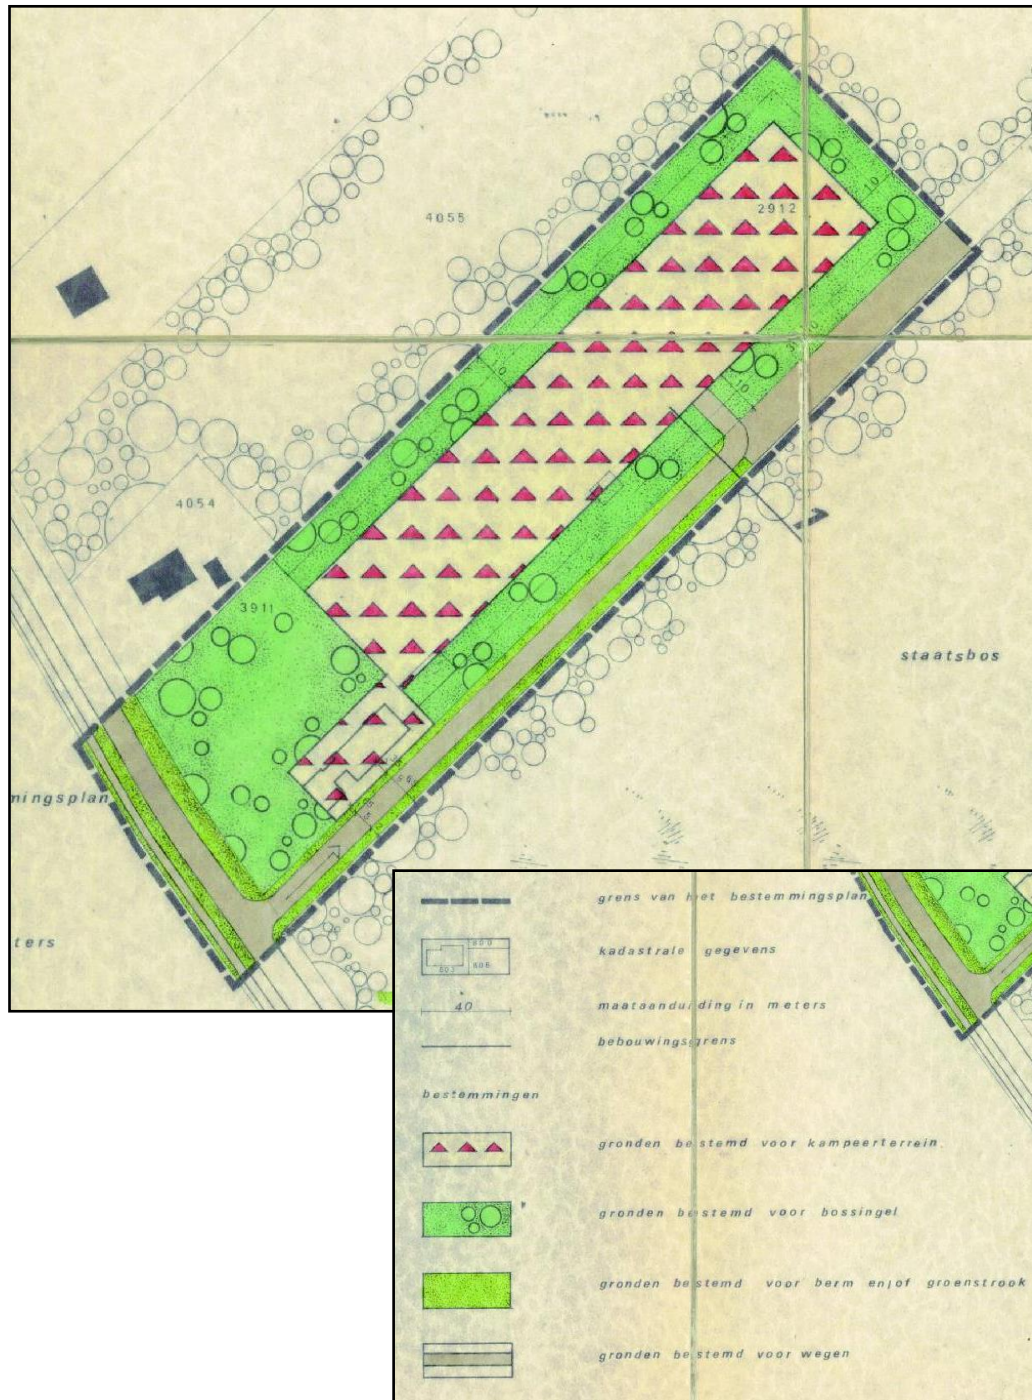 4055
2912
10
10
10
4054
3911
staatsbos
mingsplan
ters
grens van het bestemmingsplan
kadastrale gegevens
40
maataanduiding in meters
bebouwingsgrens
bestemmingen
gronden bestemd voor kampeerterrein.
gronden bestemd voor bossingel
gronden bestemd voor berm en/of groenstrook
gronden bestemd voor wegen